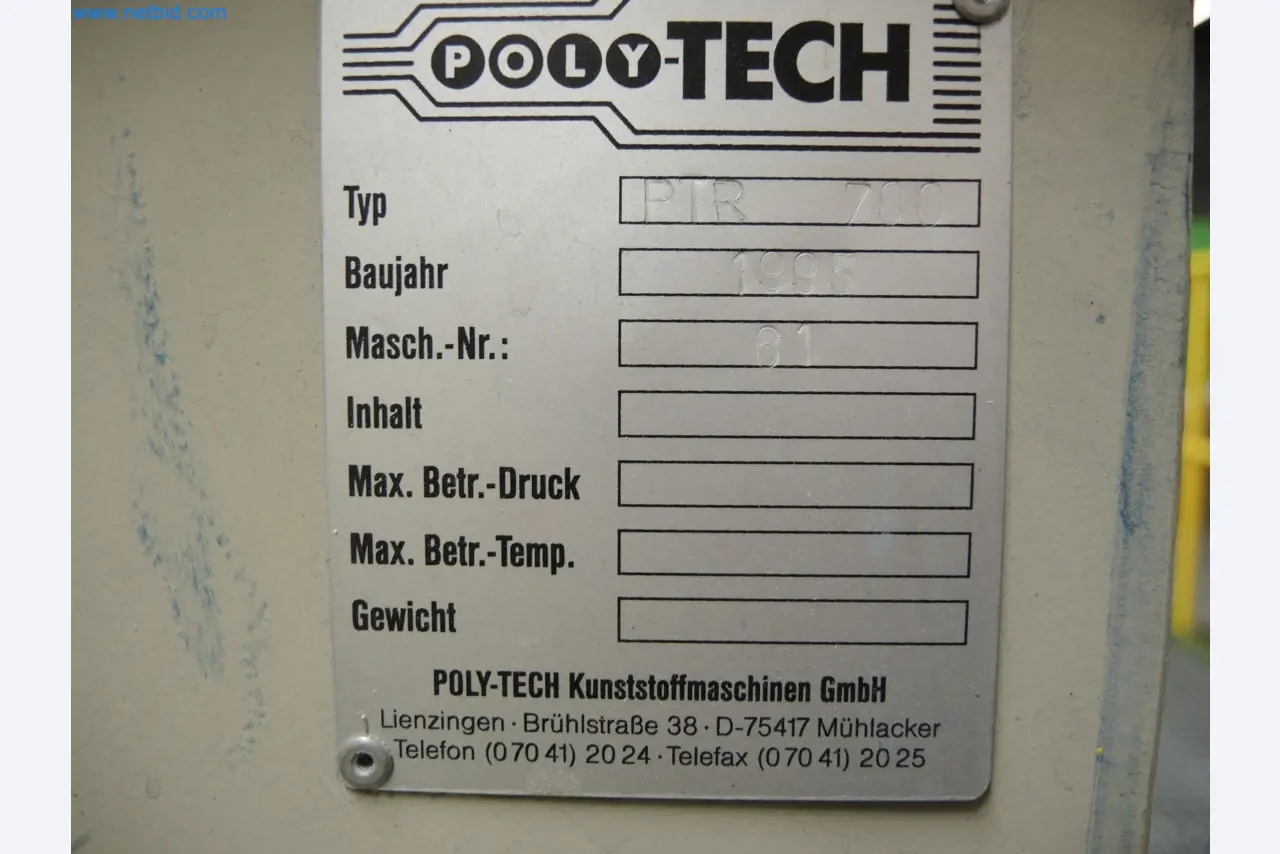 www.netbid.com
POLY-TECH
Typ PTR 700
Baujahr 1995
Masch.-Nr.: 61
Inhalt
Max. Betr.-Druck
Max. Betr.-Temp.
Gewicht
POLY-TECH Kunststoffmaschinen GmbH
Lienzingen · Brühlstraße 38 · D-75417 Mühlacker
Telefon (0 70 41) 20 24 · Telefax (0 70 41) 20 25